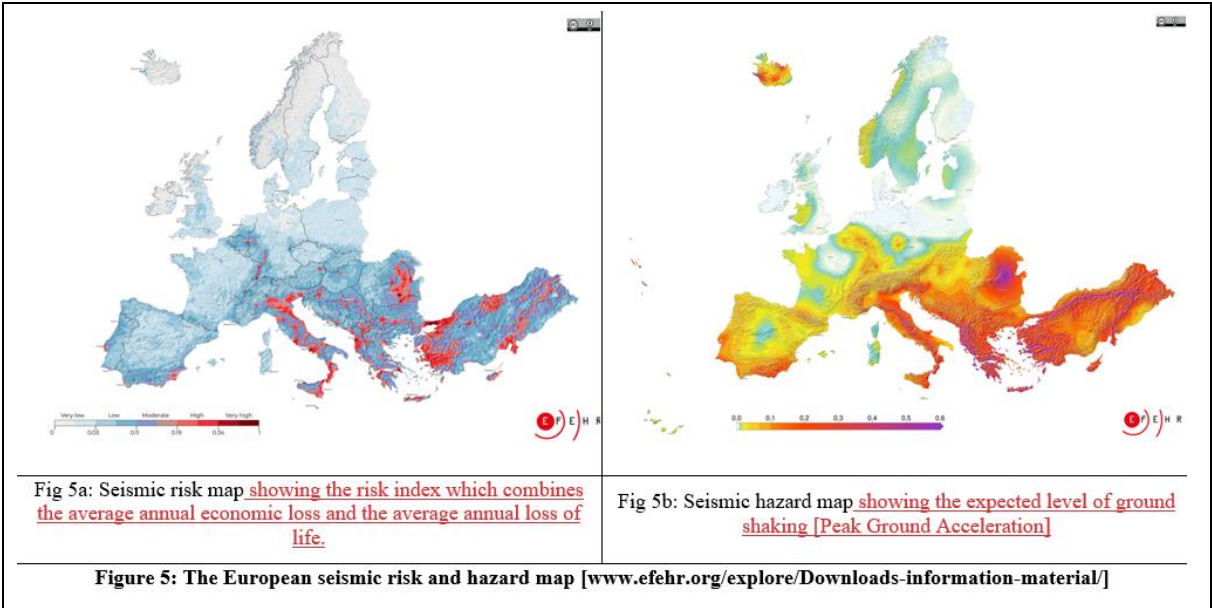 Very low Low Moderate High Very high
0 0.03 0.11 0.19 0.34 1
EFEHR
0.0 0.1 0.2 0.3 0.4 0.5 0.6
EFEHR
Fig 5a: Seismic risk map showing the risk index which combines
the average annual economic loss and the average annual loss of
life.
Fig 5b: Seismic hazard map showing the expected level of ground
shaking [Peak Ground Acceleration]
Figure 5: The European seismic risk and hazard map [www.efehr.org/explore/Downloads-information-material/]